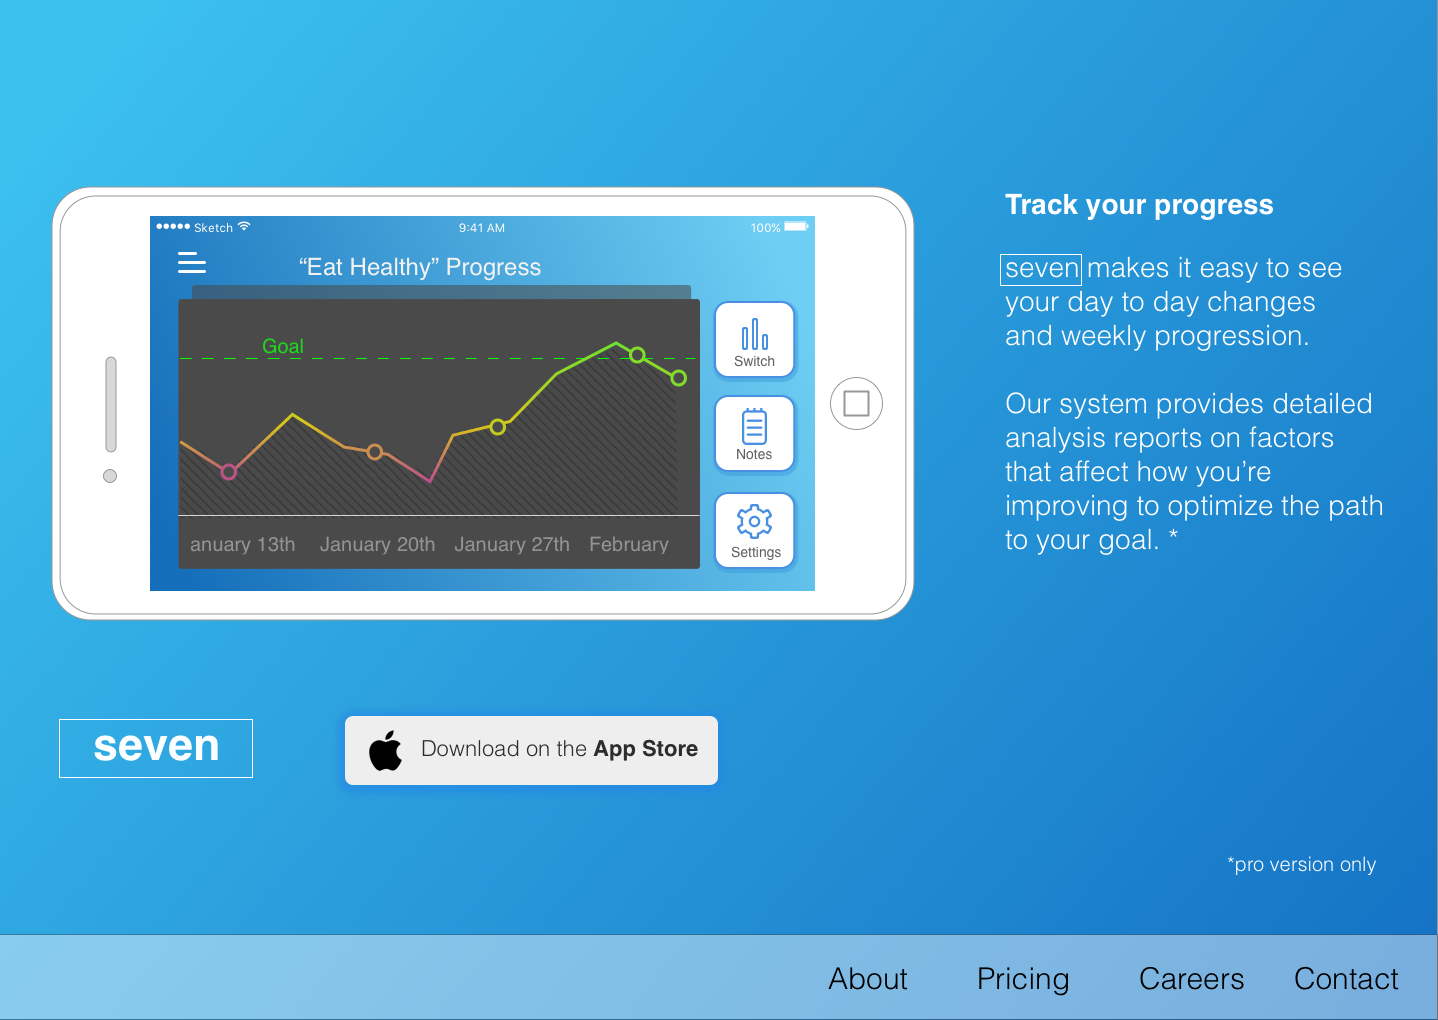 Sketch
9:41 AM
100%
“Eat Healthy” Progress
Goal
anuary 13th
January 20th
January 27th
February
Switch
Notes
Settings
Track your progress
seven makes it easy to see
your day to day changes
and weekly progression.
Our system provides detailed
analysis reports on factors
that affect how you’re
improving to optimize the path
to your goal. *
seven
Download on the App Store
*pro version only
About
Pricing
Careers
Contact